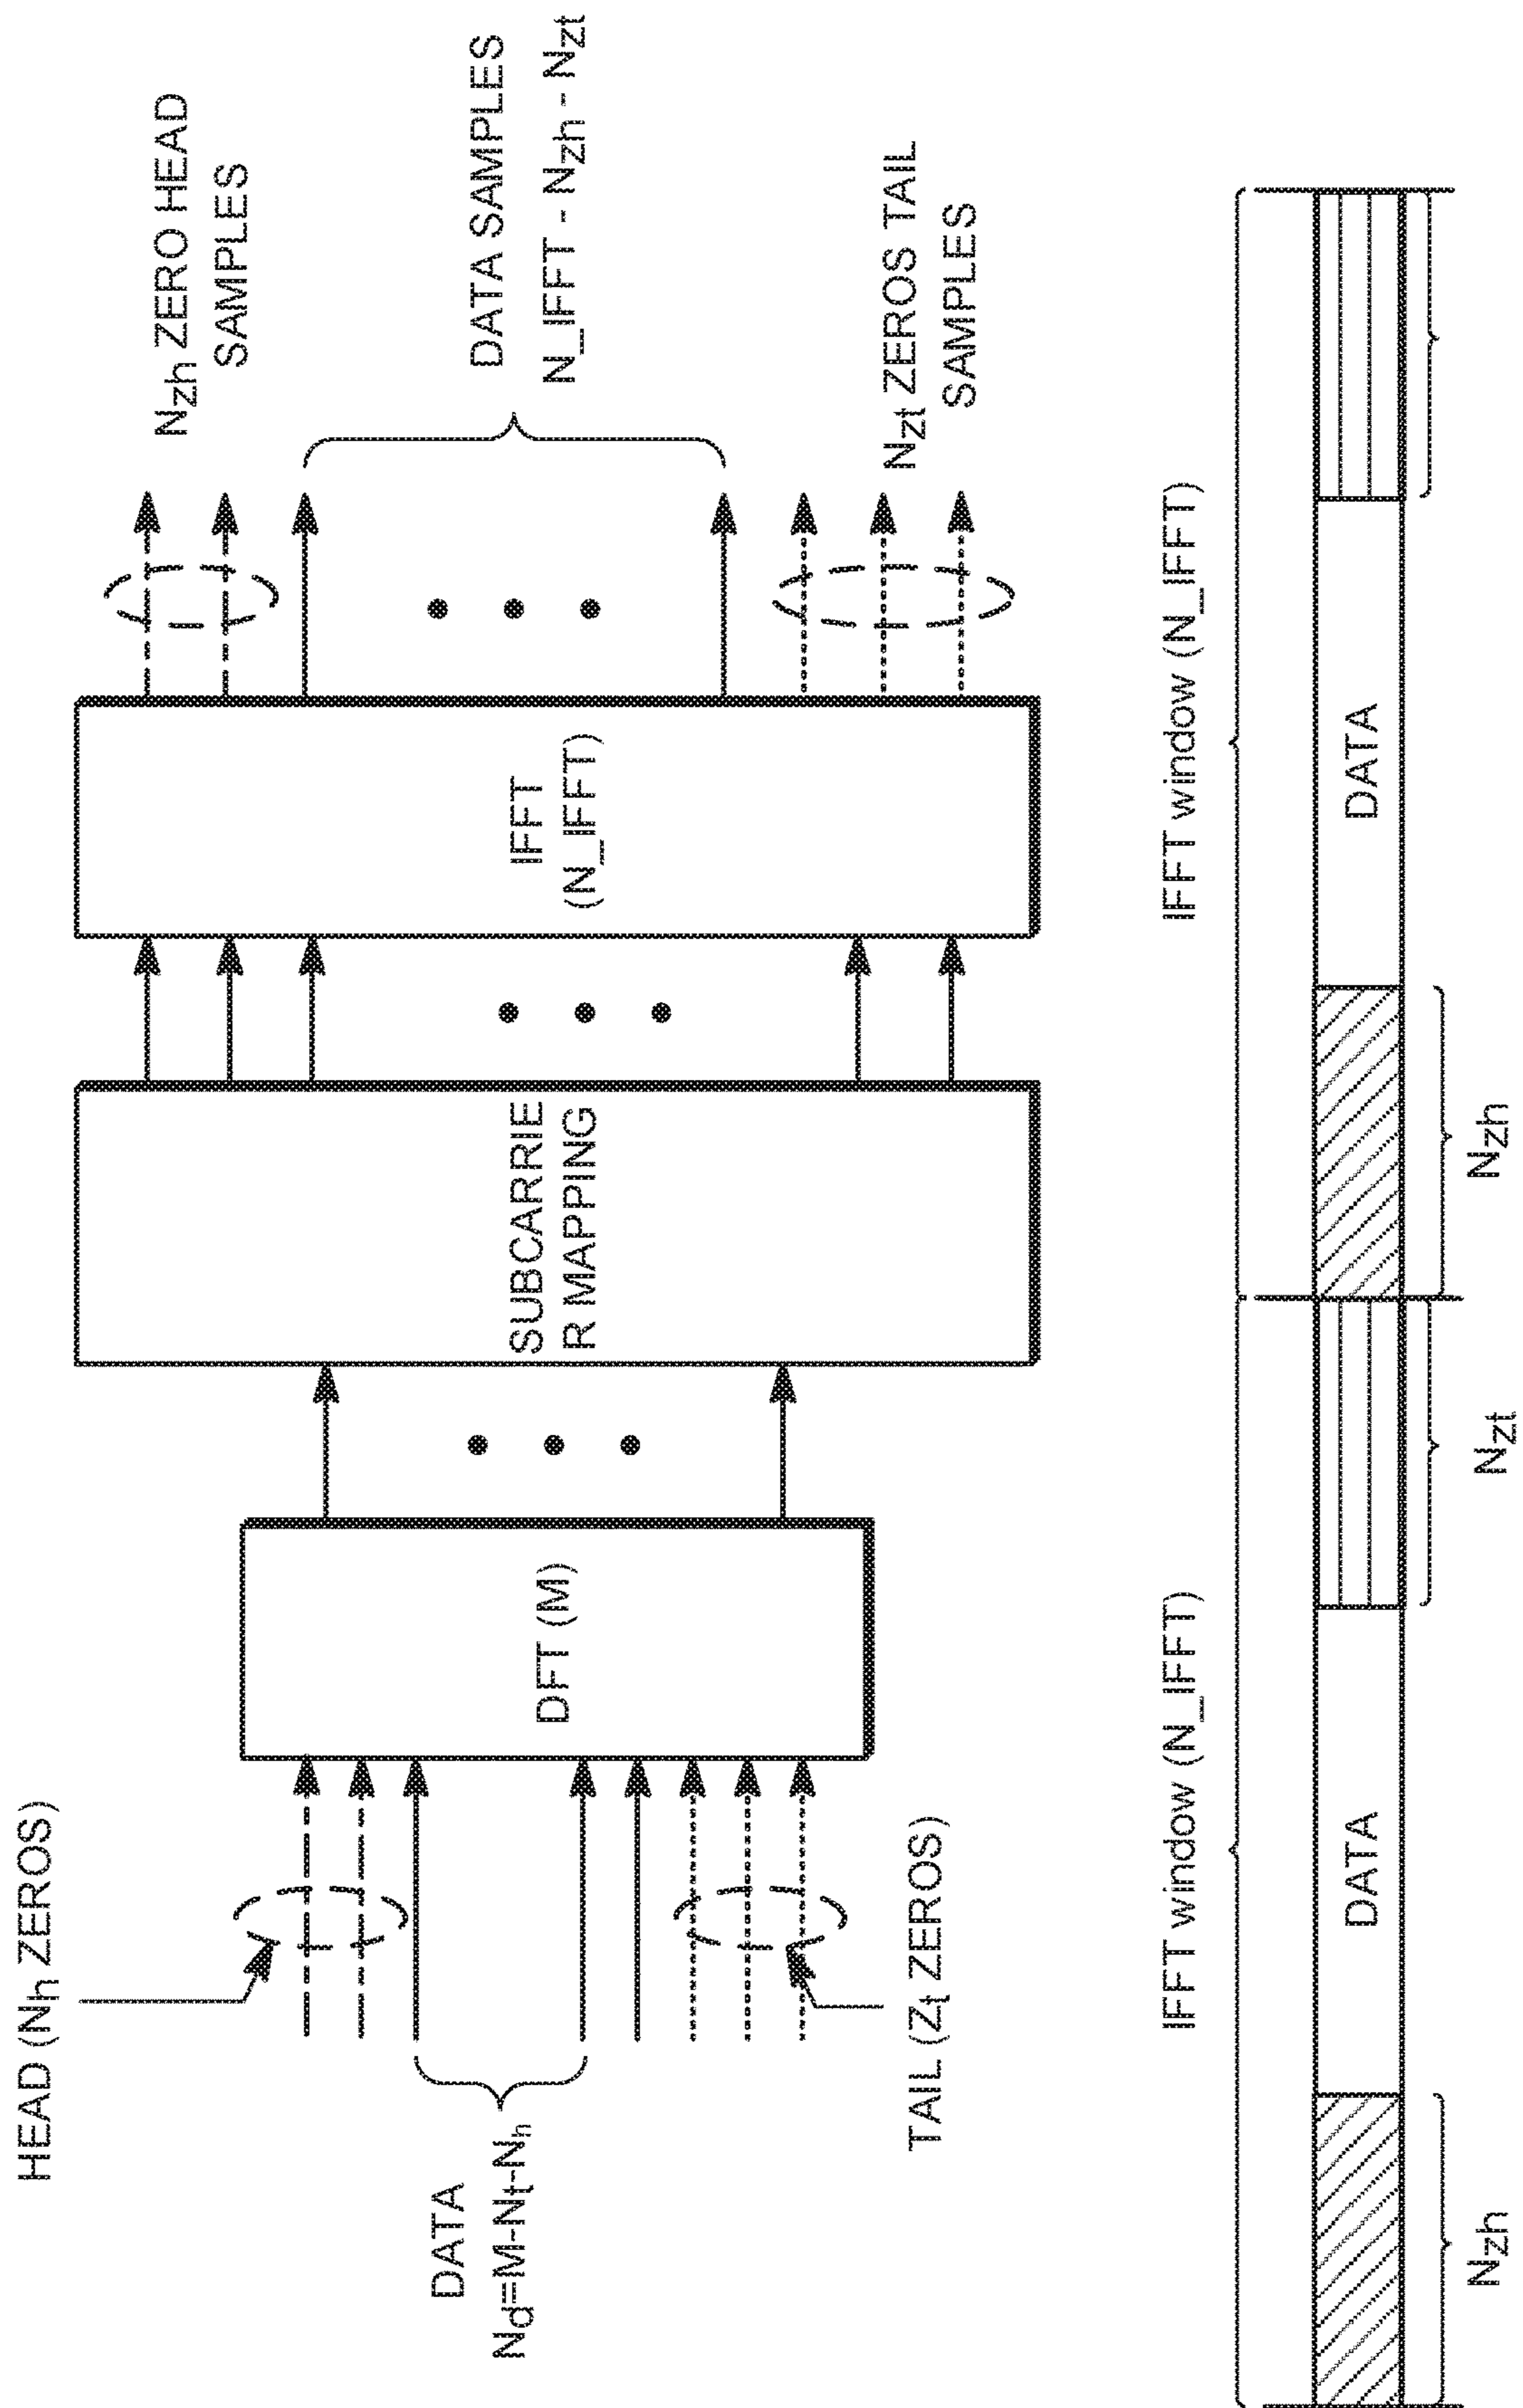 HEAD (Nh ZEROS)
DATA
Nd=M-Nt-Nh
TAIL (Zt ZEROS)
DFT (M)
SUBCARRIE
R MAPPING
IFFT
(N_IFFT)
Nzh ZERO HEAD
SAMPLES
DATA SAMPLES
N_IFFT - Nzh - Nzt
Nzt ZEROS TAIL
SAMPLES
IFFT window (N_IFFT)
IFFT window (N_IFFT)
DATA
DATA
Nzh
Nzt
Nzh